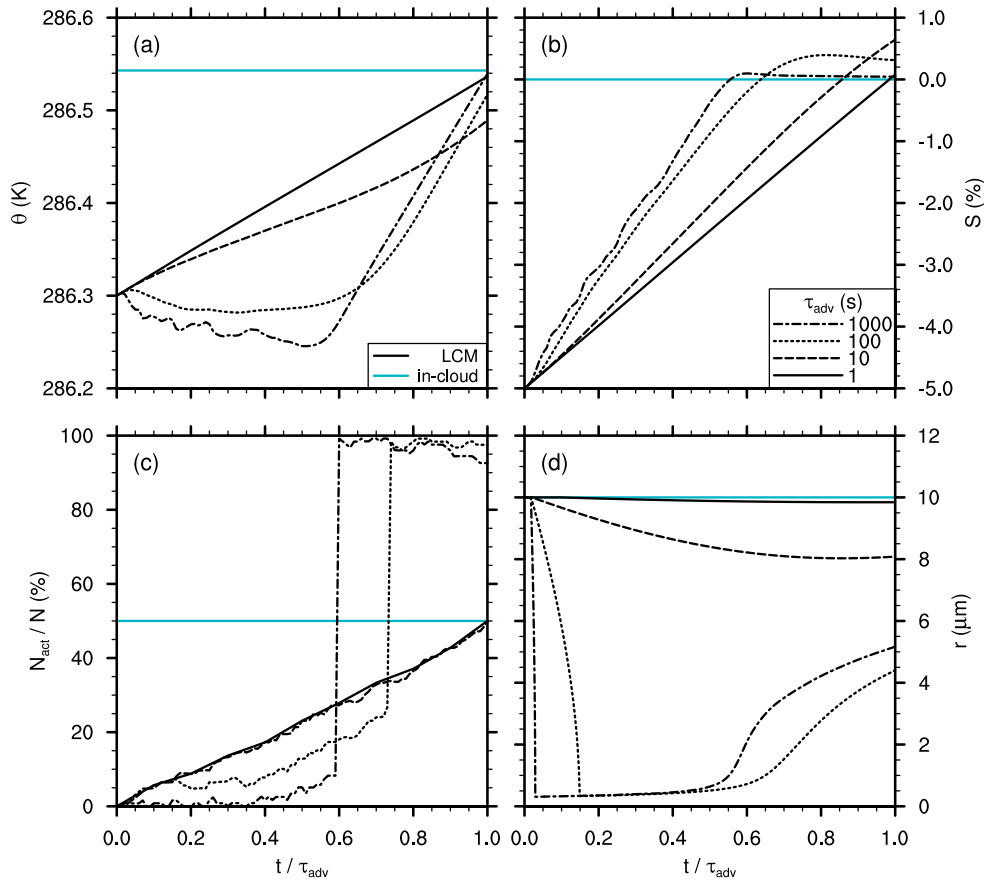 (a)
286.6
286.5
286.4
286.3
286.2
θ (K)
LCM
in-cloud
(b)
1.0
0.0
-1.0
-2.0
-3.0
-4.0
-5.0
S (%)
τadv (s)
1000
100
10
1
(c)
100
80
60
40
20
0
Nact / N (%)
0.0 0.2 0.4 0.6 0.8 1.0
t / τadv
(d)
12
10
8
6
4
2
0
r (μm)
0.0 0.2 0.4 0.6 0.8 1.0
t / τadv